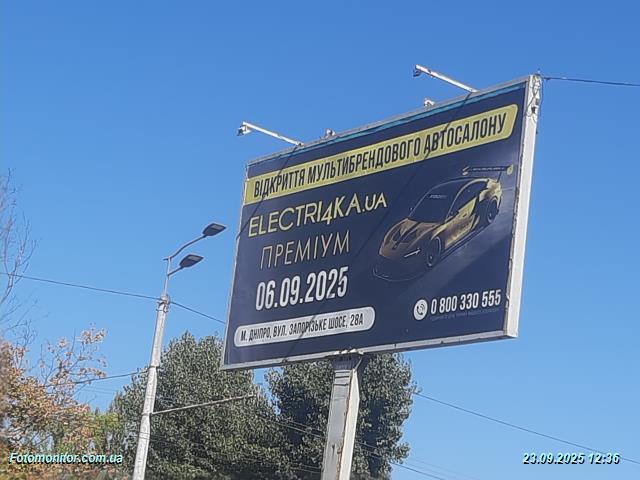 ВІДКРИТТЯ МУЛЬТИБРЕНДОВОГО АВТОСАЛОНУ
ELECTRI4KA.UA
ПРЕМІУМ
06.09.2025
М. ДНІПРО, ВУЛ. ЗАПОРІЗЬКЕ ШОСЕ, 28А
0 800 330 555
Fotomonitor.com.ua
23.09.2025 12:36